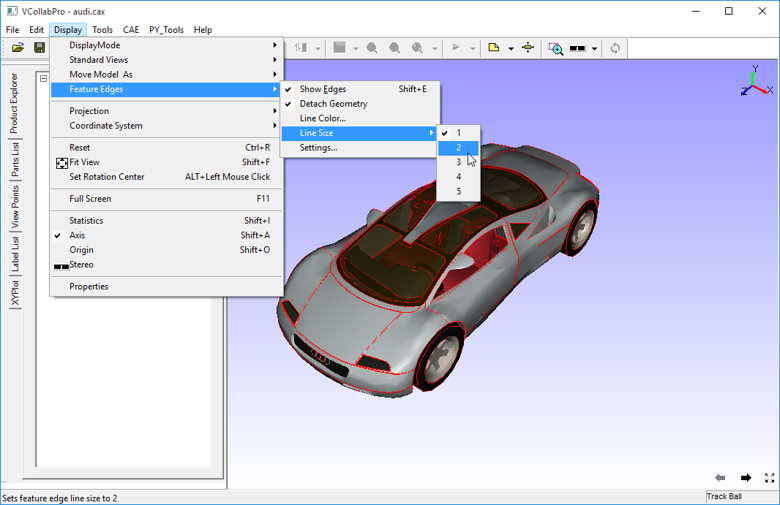 VCollabPro - audi.cax
File Edit Display Tools CAE PY_Tools Help
DisplayMode
Standard Views
Move Model As
Feature Edges
Projection
Coordinate System
Reset Ctrl+R
Fit View Shift+F
Set Rotation Center ALT+Left Mouse Click
Full Screen F11
Statistics Shift+I
Axis Shift+A
Origin Shift+O
Stereo
Properties
Show Edges Shift+E
Detach Geometry
Line Color...
Line Size
Settings...
1
2
3
4
5
Product Explorer
Parts List
View Points
Label List
XYPlot
Y
Z
X
Sets feature edge line size to 2
Track Ball